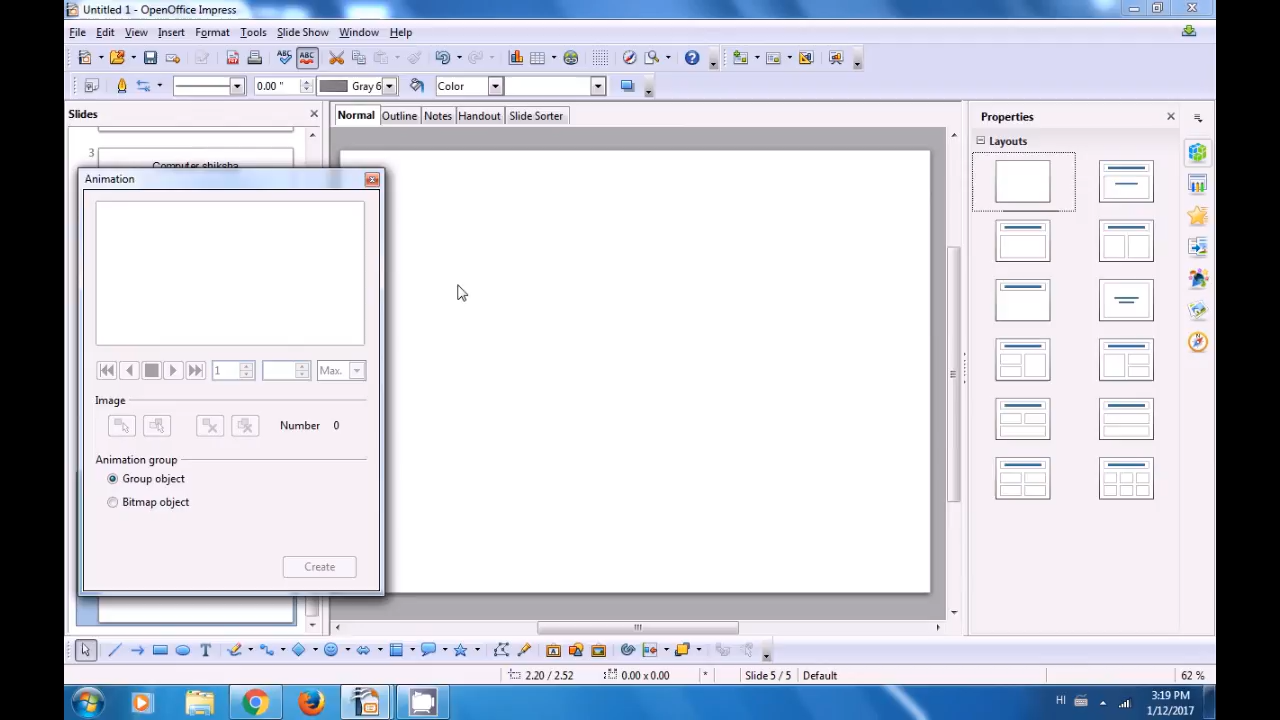 Untitled 1 - OpenOffice Impress
File Edit View Insert Format Tools Slide Show Window Help
0.00 " Gray 6 Color
Slides
Normal Outline Notes Handout Slide Sorter
Properties
Layouts
3
Computer shiksha
Animation
1 Max.
Image
Number 0
Animation group
Group object
Bitmap object
Create
2.20 / 2.52 0.00 x 0.00 * Slide 5 / 5 Default 62 %
HI 3:19 PM
1/12/2017